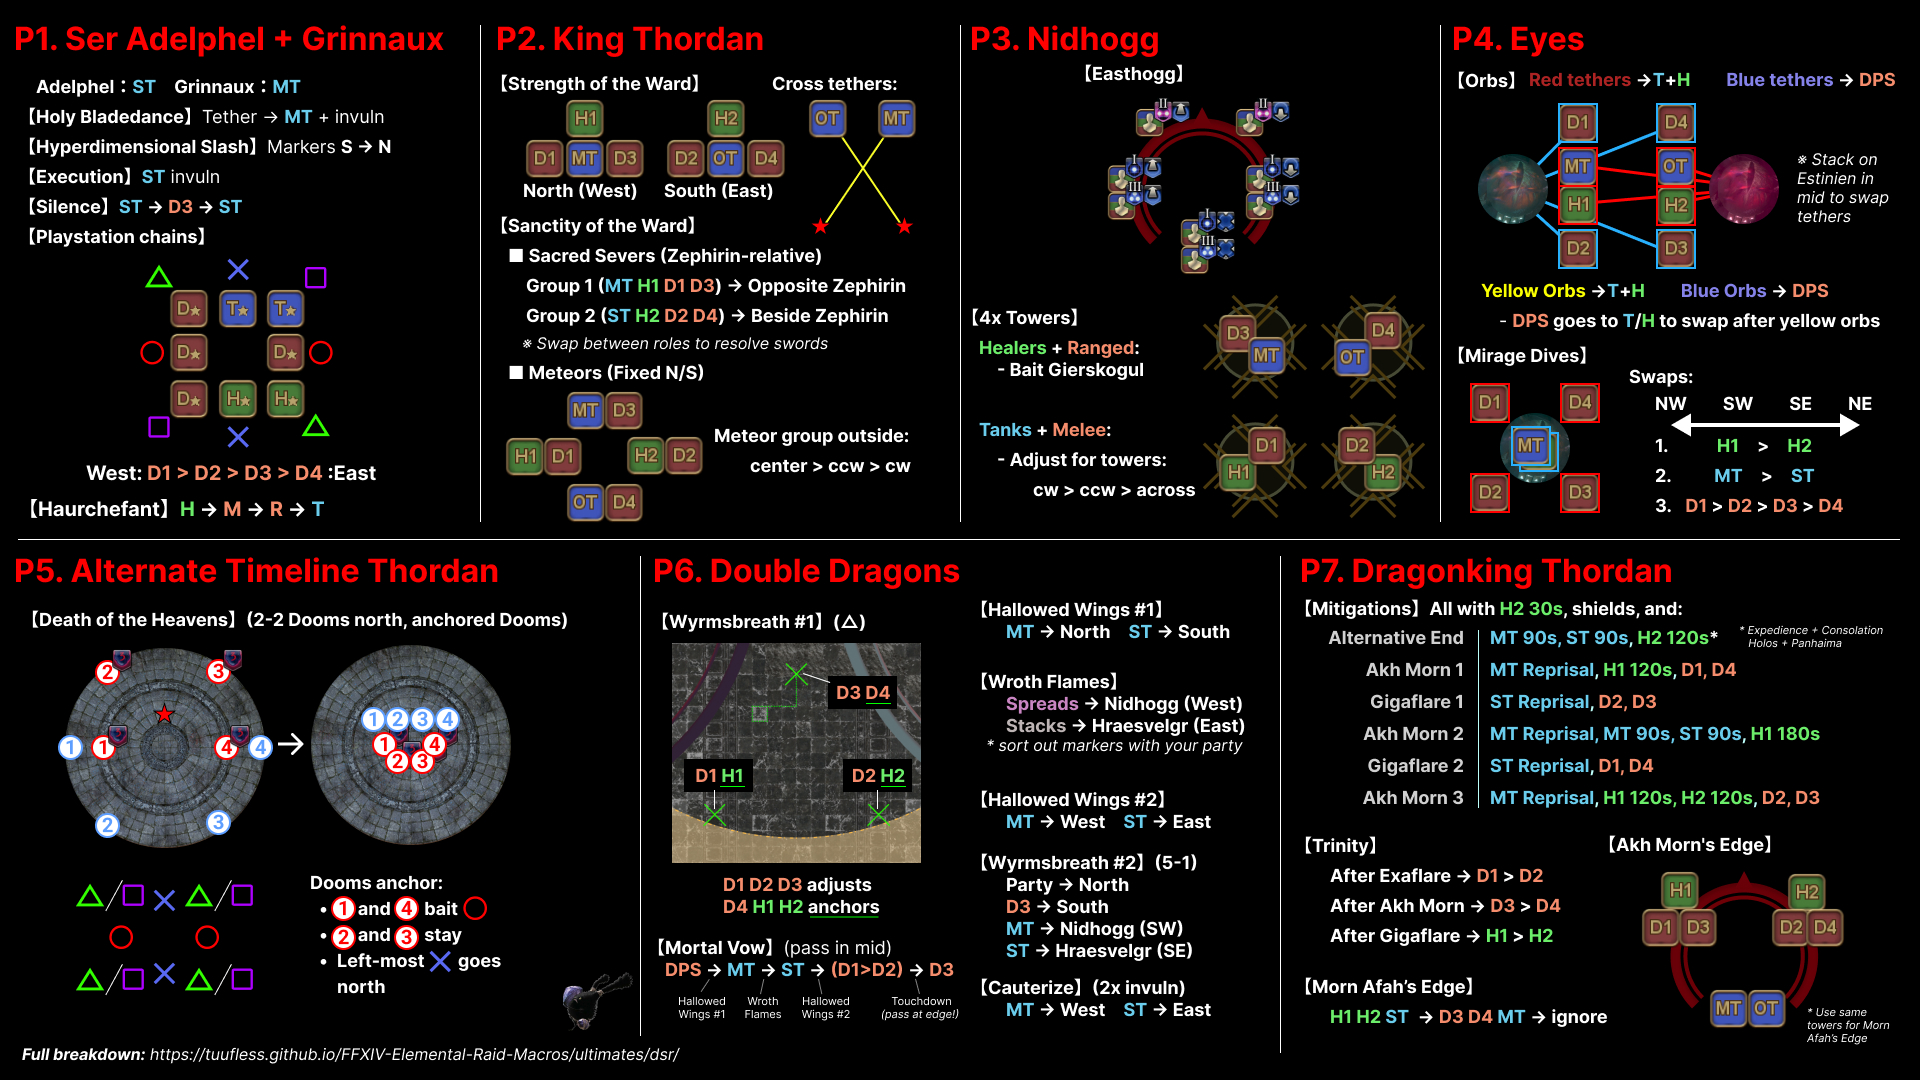 P1. Ser Adelphel + Grinnaux
Adelphel : ST Grinnaux : MT
【Holy Bladedance】Tether → MT + invuln
【Hyperdimensional Slash】Markers S → N
【Execution】ST invuln
【Silence】ST → D3 → ST
【Playstation chains】
D★ T★ T★
D★ D★
D★ H★ H★
West: D1 > D2 > D3 > D4 :East
【Haurchefant】H → M → R → T
P2. King Thordan
【Strength of the Ward】 Cross tethers:
H1 H2 OT MT
D1 MT D3 D2 OT D4
North (West) South (East)
【Sanctity of the Ward】
■ Sacred Severs (Zephirin-relative)
Group 1 (MT H1 D1 D3) → Opposite Zephirin
Group 2 (ST H2 D2 D4) → Beside Zephirin
※ Swap between roles to resolve swords
■ Meteors (Fixed N/S)
MT D3
H1 D1 H2 D2
OT D4
Meteor group outside:
center > ccw > cw
P3. Nidhogg
【Easthogg】
II II
I I
III III
I
III
【4x Towers】
Healers + Ranged:
- Bait Gierskogul
D3 MT D4 OT
Tanks + Melee:
- Adjust for towers:
cw > ccw > across
D1 H1 D2 H2
P4. Eyes
【Orbs】 Red tethers →T+H Blue tethers → DPS
D1 D4
MT OT
H1 H2
D2 D3
※ Stack on
Estinien in
mid to swap
tethers
Yellow Orbs →T+H Blue Orbs → DPS
- DPS goes to T/H to swap after yellow orbs
【Mirage Dives】
D1 D4
MT
D2 D3
Swaps:
NW SW SE NE
1. H1 > H2
2. MT > ST
3. D1 > D2 > D3 > D4
P5. Alternate Timeline Thordan
【Death of the Heavens】(2-2 Dooms north, anchored Dooms)
2 3
1 1 4 4
2 3
1 2 3 4
1 4
2 3
Dooms anchor:
• 1 and 4 bait
• 2 and 3 stay
• Left-most goes
north
P6. Double Dragons
【Wyrmsbreath #1】(△)
D3 D4
D1 H1 D2 H2
D1 D2 D3 adjusts
D4 H1 H2 anchors
【Mortal Vow】(pass in mid)
DPS → MT → ST → (D1>D2) → D3
Hallowed Wings #1
Wroth Flames
Hallowed Wings #2
Touchdown (pass at edge!)
【Hallowed Wings #1】
MT → North ST → South
【Wroth Flames】
Spreads → Nidhogg (West)
Stacks → Hraesvelgr (East)
* sort out markers with your party
【Hallowed Wings #2】
MT → West ST → East
【Wyrmsbreath #2】(5-1)
Party → North
D3 → South
MT → Nidhogg (SW)
ST → Hraesvelgr (SE)
【Cauterize】(2x invuln)
MT → West ST → East
P7. Dragonking Thordan
【Mitigations】All with H2 30s, shields, and:
Alternative End MT 90s, ST 90s, H2 120s*
* Expedience + Consolation
Holos + Panhaima
Akh Morn 1 MT Reprisal, H1 120s, D1, D4
Gigaflare 1 ST Reprisal, D2, D3
Akh Morn 2 MT Reprisal, MT 90s, ST 90s, H1 180s
Gigaflare 2 ST Reprisal, D1, D4
Akh Morn 3 MT Reprisal, H1 120s, H2 120s, D2, D3
【Trinity】
After Exaflare → D1 > D2
After Akh Morn → D3 > D4
After Gigaflare → H1 > H2
【Morn Afah's Edge】
H1 H2 ST → D3 D4 MT → ignore
【Akh Morn's Edge】
H1 H2
D1 D3 D2 D4
MT OT
* Use same
towers for Morn
Afah's Edge
Full breakdown: https://tuufless.github.io/FFXIV-Elemental-Raid-Macros/ultimates/dsr/